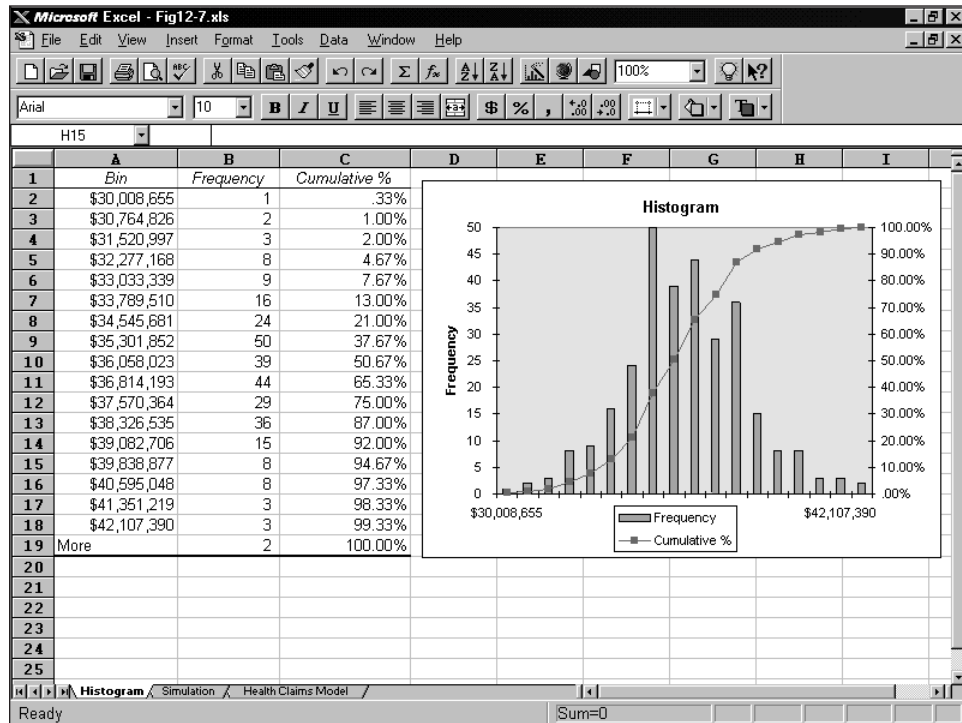 Microsoft Excel - Fig12-7.xls
File Edit View Insert Format Tools Data Window Help
ABC Σ fx A Z Z A 100% ?
Arial 10 B I U a $ % , +.0 .00 .00 +.0
H15
A B C D E F G H I
1 Bin Frequency Cumulative %
2 $30,008,655 1 .33%
3 $30,764,826 2 1.00%
4 $31,520,997 3 2.00%
5 $32,277,168 8 4.67%
6 $33,033,339 9 7.67%
7 $33,789,510 16 13.00%
8 $34,545,681 24 21.00%
9 $35,301,852 50 37.67%
10 $36,058,023 39 50.67%
11 $36,814,193 44 65.33%
12 $37,570,364 29 75.00%
13 $38,326,535 36 87.00%
14 $39,082,706 15 92.00%
15 $39,838,877 8 94.67%
16 $40,595,048 8 97.33%
17 $41,351,219 3 98.33%
18 $42,107,390 3 99.33%
19 More 2 100.00%
20
21
22
23
24
25
Histogram
Frequency
50 100.00%
45 90.00%
40 80.00%
35 70.00%
30 60.00%
25 50.00%
20 40.00%
15 30.00%
10 20.00%
5 10.00%
0 .00%
$30,008,655 $42,107,390
Frequency
Cumulative %
Histogram Simulation Health Claims Model
Ready Sum=0